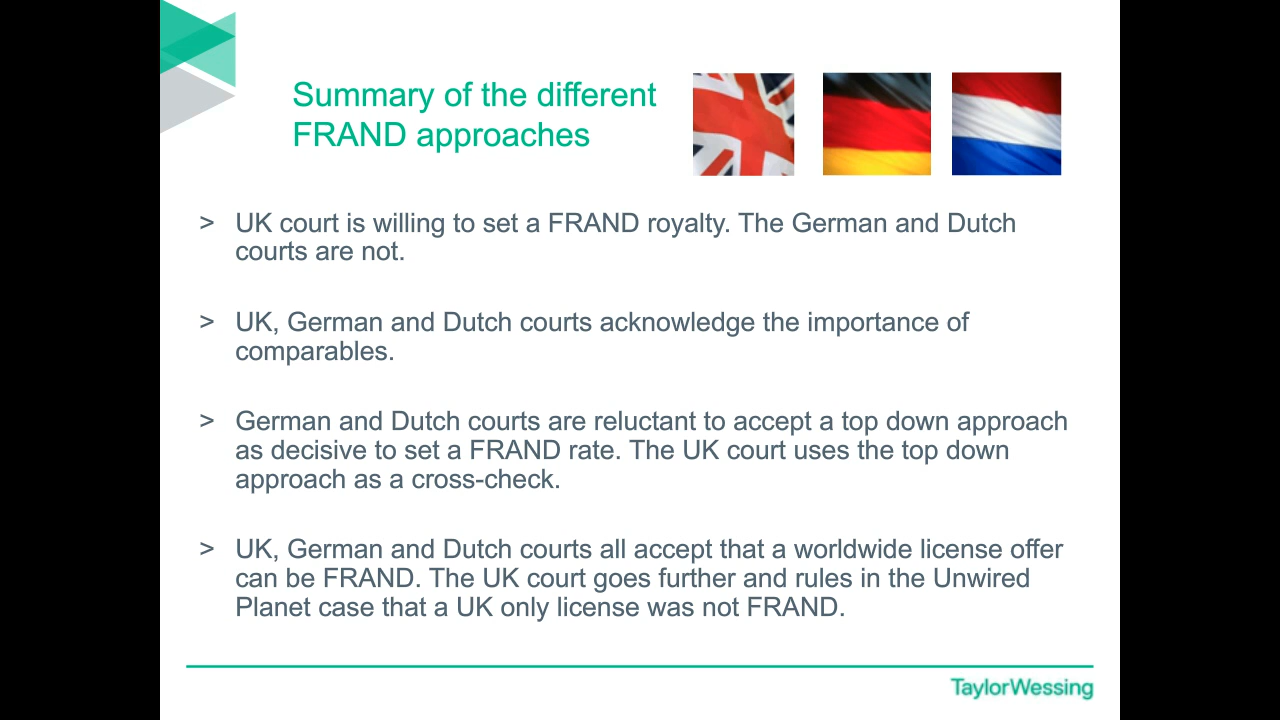 Summary of the different
FRAND approaches
> UK court is willing to set a FRAND royalty. The German and Dutch
courts are not.
> UK, German and Dutch courts acknowledge the importance of
comparables.
> German and Dutch courts are reluctant to accept a top down approach
as decisive to set a FRAND rate. The UK court uses the top down
approach as a cross-check.
> UK, German and Dutch courts all accept that a worldwide license offer
can be FRAND. The UK court goes further and rules in the Unwired
Planet case that a UK only license was not FRAND.
TaylorWessing